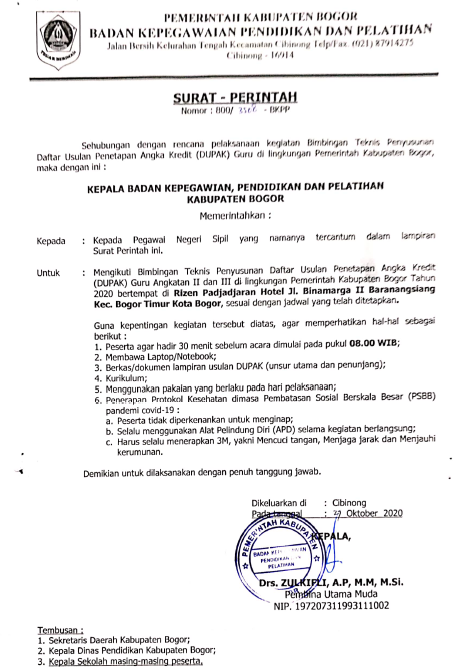 PEMERINTAH KABUPATEN BOGOR
BADAN KEPEGAWAIAN PENDIDIKAN DAN PELATIHAN
Jalan Bersih Kelurahan Tengah Kecamatan Cibinong Telp/Fax. (021) 87914275
Cibinong - 16914
SURAT - PERINTAH
Nomor : 800/ - BKPP
Sehubungan dengan rencana pelaksanaan kegiatan Bimbingan Teknis Penyusunan
Daftar Usulan Penetapan Angka Kredit (DUPAK) Guru di lingkungan Pemerintah Kabupaten Bogor,
maka dengan ini :
KEPALA BADAN KEPEGAWIAN, PENDIDIKAN DAN PELATIHAN
KABUPATEN BOGOR
Memerintahkan :
Kepada : Kepada Pegawai Negeri Sipil yang namanya tercantum dalam lampiran
Surat Perintah ini.
Untuk : Mengikuti Bimbingan Teknis Penyusunan Daftar Usulan Penetapan Angka Kredit
(DUPAK) Guru Angkatan II dan III di lingkungan Pemerintah Kabupaten Bogor Tahun
2020 bertempat di Rizen Padjadjaran Hotel Jl. Binamarga II Baranangsiang
Kec. Bogor Timur Kota Bogor, sesuai dengan jadwal yang telah ditetapkan.
Guna kepentingan kegiatan tersebut diatas, agar memperhatikan hal-hal sebagai
berikut :
1. Peserta agar hadir 30 menit sebelum acara dimulai pada pukul 08.00 WIB;
2. Membawa Laptop/Notebook;
3. Berkas/dokumen lampiran usulan DUPAK (unsur utama dan penunjang);
4. Kurikulum;
5. Menggunakan pakaian yang berlaku pada hari pelaksanaan;
6. Penerapan Protokol Kesehatan dimasa Pembatasan Sosial Berskala Besar (PSBB)
pandemi covid-19 :
a. Peserta tidak diperkenankan untuk menginap;
b. Selalu menggunakan Alat Pelindung Diri (APD) selama kegiatan berlangsung;
c. Harus selalu menerapkan 3M, yakni Mencuci tangan, Menjaga jarak dan Menjauhi
kerumunan.
Demikian untuk dilaksanakan dengan penuh tanggung jawab.
Dikeluarkan di : Cibinong
Pada tanggal : Oktober 2020
KEPALA,
PEMERINTAH KABUPATEN
BADAN KEPEGAWAIAN
PENDIDIKAN
PELATIHAN
Drs. ZULKIFLI, A.P, M.M, M.Si.
Pembina Utama Muda
NIP. 197207311993111002
Tembusan :
1. Sekretaris Daerah Kabupaten Bogor;
2. Kepala Dinas Pendidikan Kabupaten Bogor;
3. Kepala Sekolah masing-masing peserta.